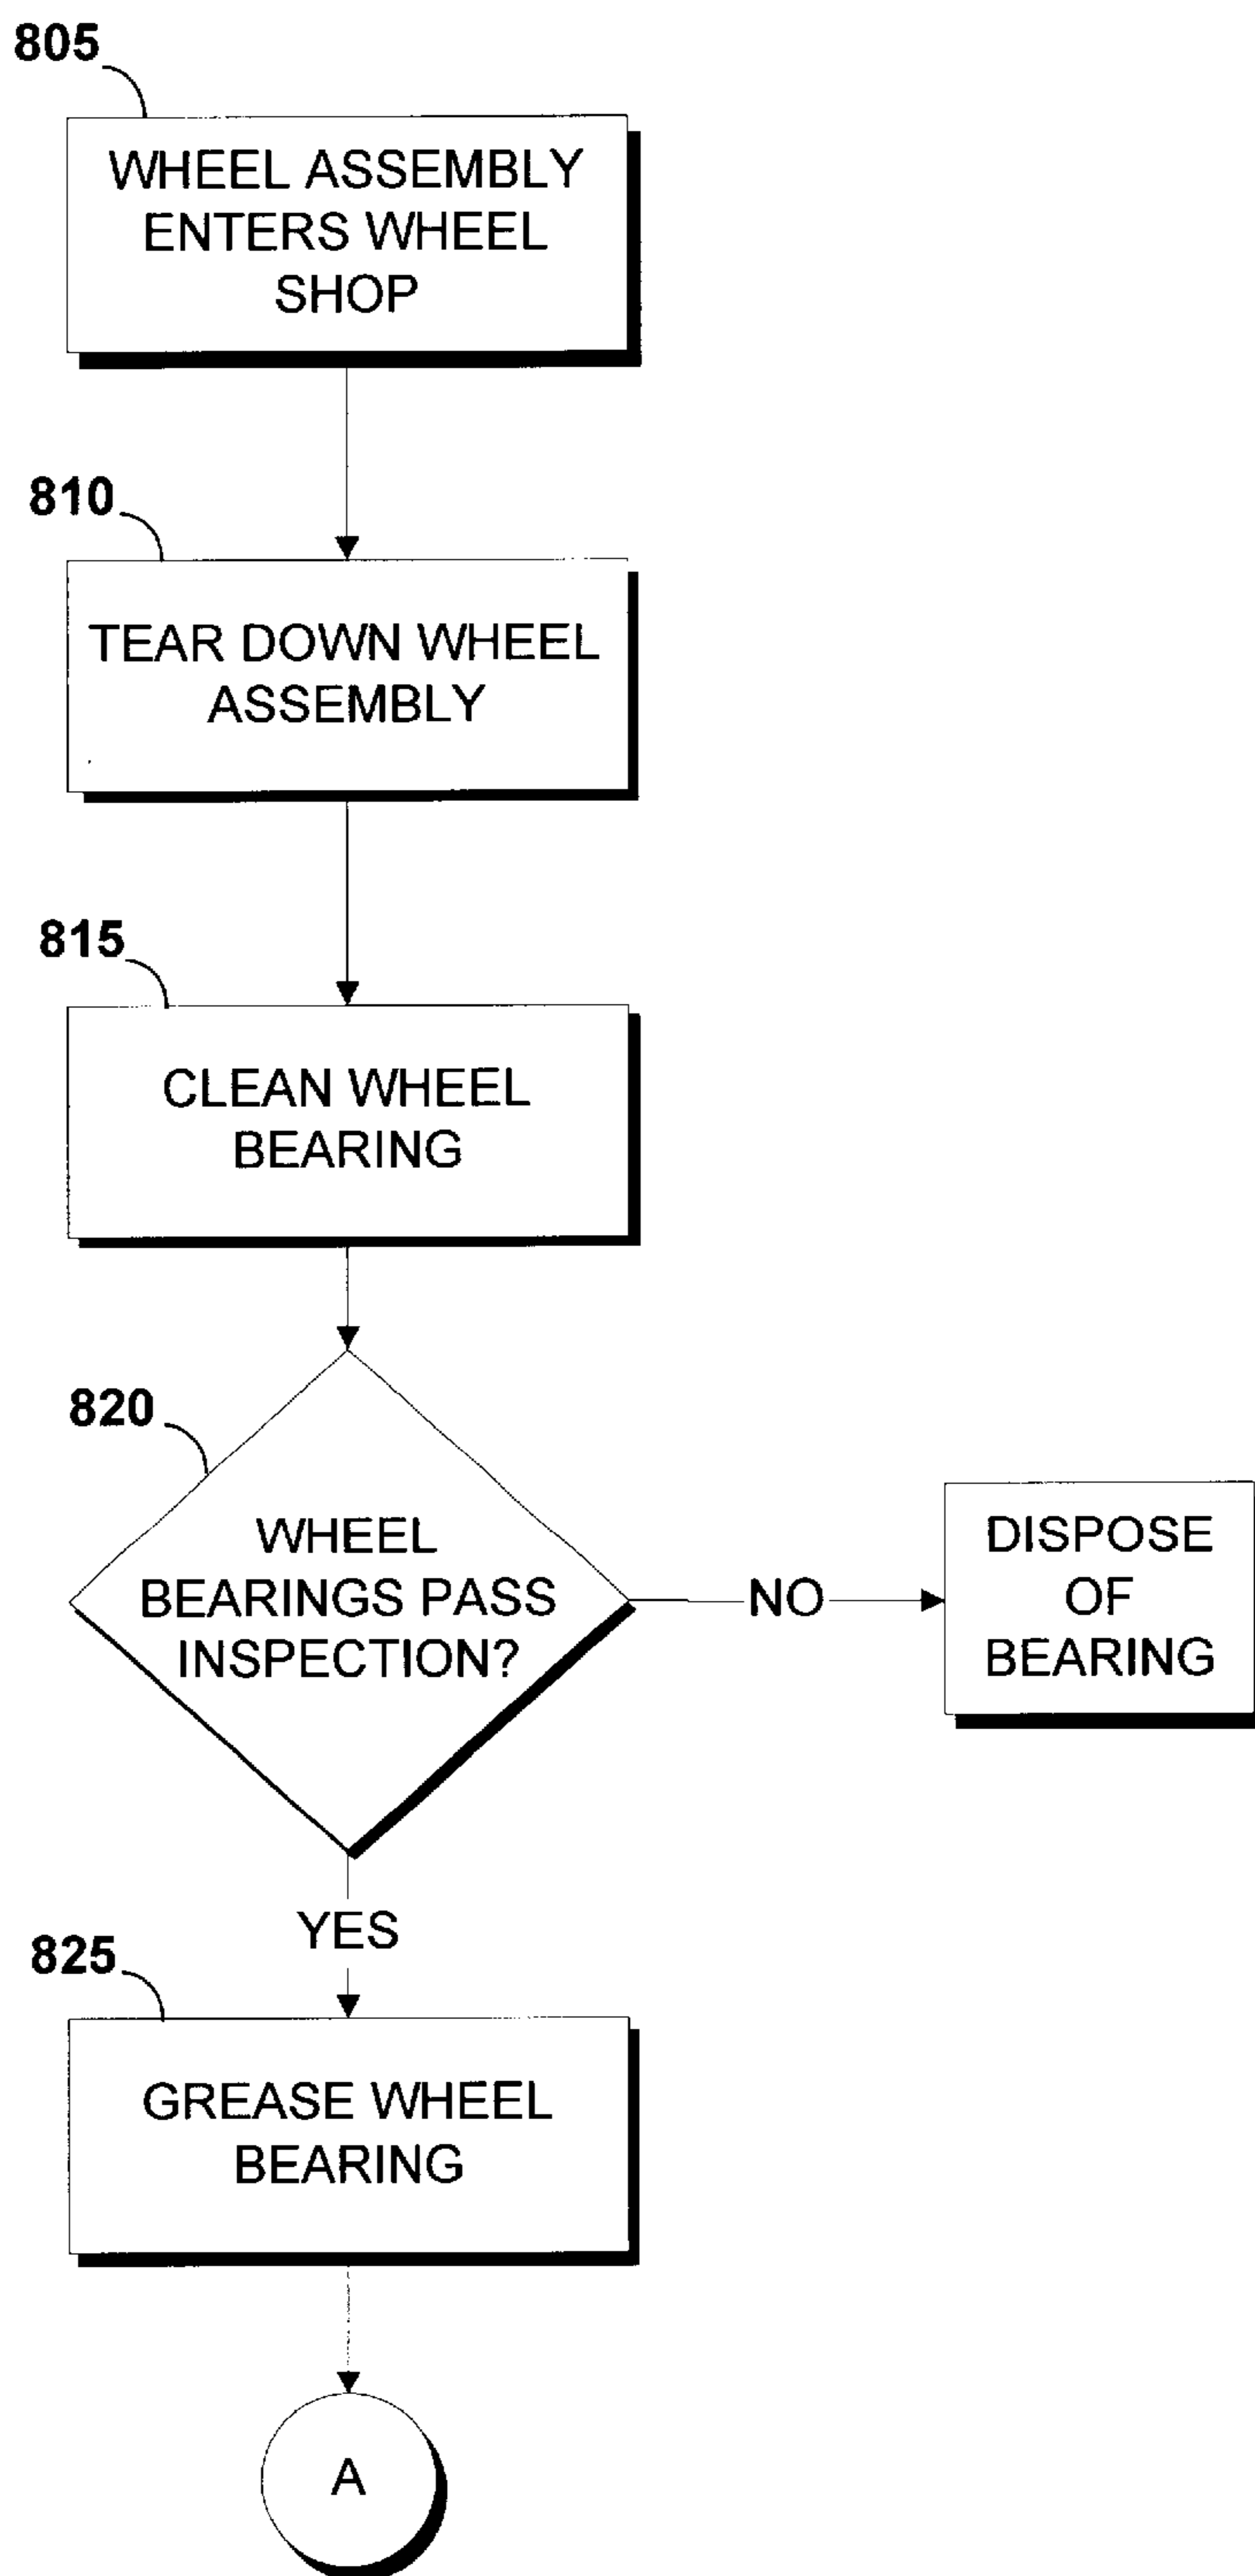 805
WHEEL ASSEMBLY
ENTERS WHEEL
SHOP
810
TEAR DOWN WHEEL
ASSEMBLY
815
CLEAN WHEEL
BEARING
820
WHEEL
BEARINGS PASS
INSPECTION?
NO
DISPOSE
OF
BEARING
YES
825
GREASE WHEEL
BEARING
A